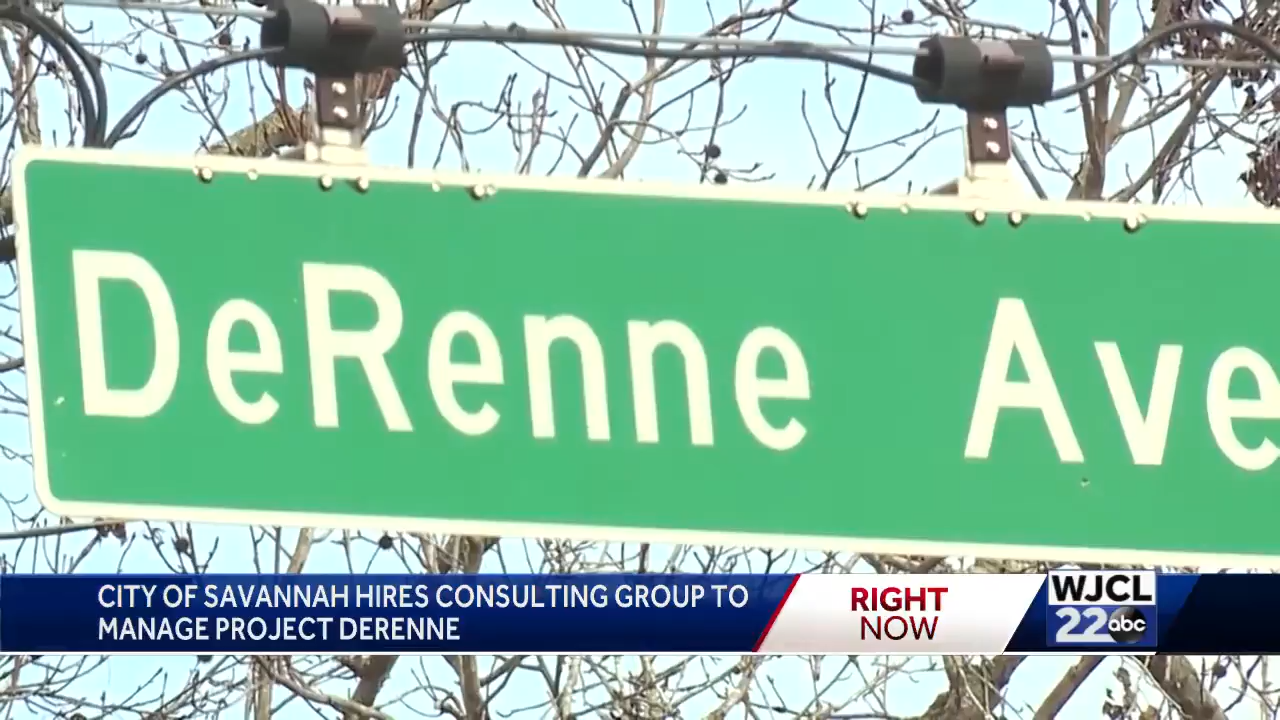 DeRenne Ave
CITY OF SAVANNAH HIRES CONSULTING GROUP TO
MANAGE PROJECT DERENNE
RIGHT
NOW
WJCL
22 abc